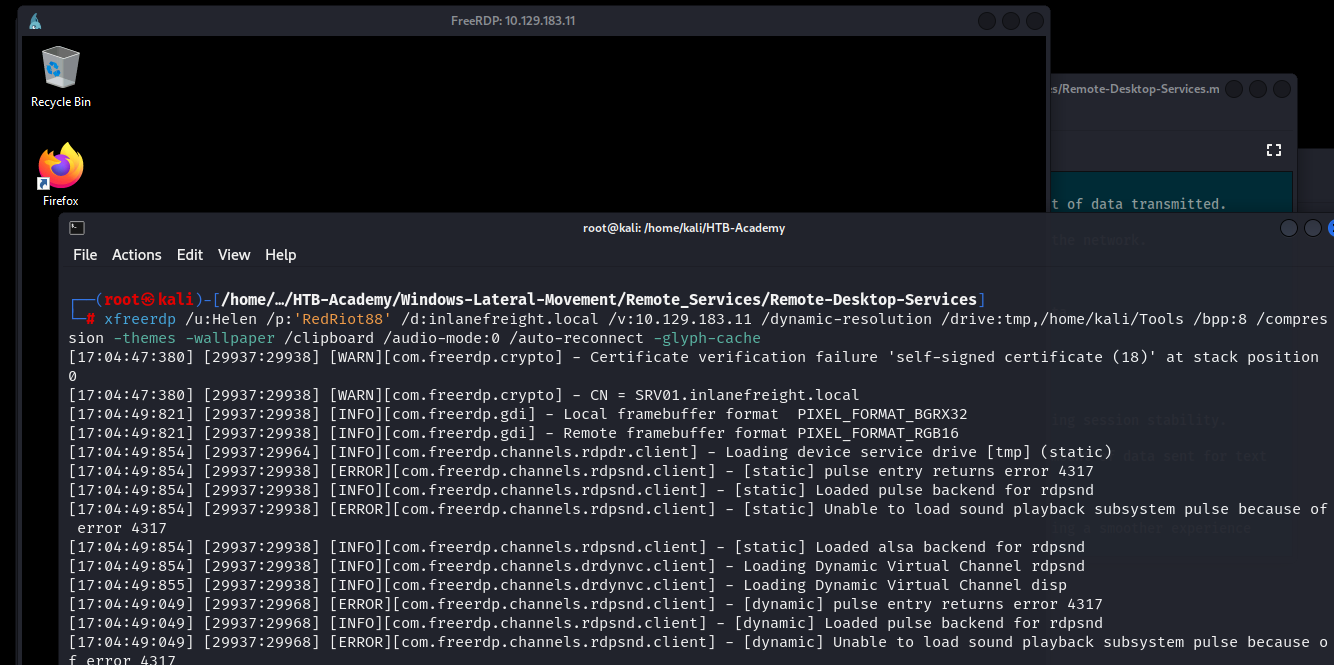 FreeRDP: 10.129.183.11
Recycle Bin
Firefox
es/Remote-Desktop-Services.m
t of data transmitted.
the network.
root@kali: /home/kali/HTB-Academy
File Actions Edit View Help
┌──(root㉿kali)-[/home/…/HTB-Academy/Windows-Lateral-Movement/Remote_Services/Remote-Desktop-Services]
└─# xfreerdp /u:Helen /p:'RedRiot88' /d:inlanefreight.local /v:10.129.183.11 /dynamic-resolution /drive:tmp,/home/kali/Tools /bpp:8 /compres
sion -themes -wallpaper /clipboard /audio-mode:0 /auto-reconnect -glyph-cache
[17:04:47:380] [29937:29938] [WARN][com.freerdp.crypto] - Certificate verification failure 'self-signed certificate (18)' at stack position
0
[17:04:47:380] [29937:29938] [WARN][com.freerdp.crypto] - CN = SRV01.inlanefreight.local
[17:04:49:821] [29937:29938] [INFO][com.freerdp.gdi] - Local framebuffer format  PIXEL_FORMAT_BGRX32
[17:04:49:821] [29937:29938] [INFO][com.freerdp.gdi] - Remote framebuffer format PIXEL_FORMAT_RGB16
ing session stability.
[17:04:49:854] [29937:29964] [INFO][com.freerdp.channels.rdpdr.client] - Loading device service drive [tmp] (static)
data sent for text
[17:04:49:854] [29937:29938] [ERROR][com.freerdp.channels.rdpsnd.client] - [static] pulse entry returns error 4317
[17:04:49:854] [29937:29938] [INFO][com.freerdp.channels.rdpsnd.client] - [static] Loaded pulse backend for rdpsnd
[17:04:49:854] [29937:29938] [ERROR][com.freerdp.channels.rdpsnd.client] - [static] Unable to load sound playback subsystem pulse because of
error 4317
[17:04:49:854] [29937:29938] [INFO][com.freerdp.channels.rdpsnd.client] - [static] Loaded alsa backend for rdpsnd
[17:04:49:854] [29937:29938] [INFO][com.freerdp.channels.drdynvc.client] - Loading Dynamic Virtual Channel rdpsnd
[17:04:49:855] [29937:29938] [INFO][com.freerdp.channels.drdynvc.client] - Loading Dynamic Virtual Channel disp
[17:04:49:049] [29937:29968] [ERROR][com.freerdp.channels.rdpsnd.client] - [dynamic] pulse entry returns error 4317
[17:04:49:049] [29937:29968] [INFO][com.freerdp.channels.rdpsnd.client] - [dynamic] Loaded pulse backend for rdpsnd
[17:04:49:049] [29937:29968] [ERROR][com.freerdp.channels.rdpsnd.client] - [dynamic] Unable to load sound playback subsystem pulse because o
f error 4317